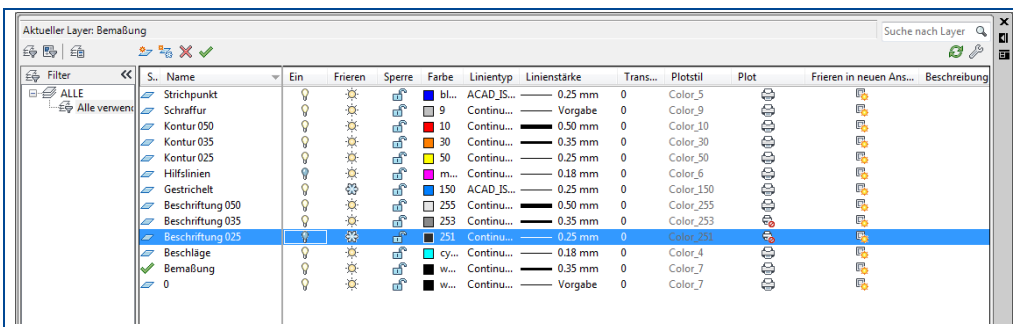 Aktueller Layer: Bemaßung
Suche nach Layer
Filter
ALLE
Alle verwend
S.. Name Ein Frieren Sperre Farbe Linientyp Linienstärke Trans... Plotstil Plot Frieren in neuen Ans... Beschreibung
Strichpunkt bl... ACAD_IS... 0.25 mm 0 Color_5
Schraffur 9 Continu... Vorgabe 0 Color_9
Kontur 050 10 Continu... 0.50 mm 0 Color_10
Kontur 035 30 Continu... 0.35 mm 0 Color_30
Kontur 025 50 Continu... 0.25 mm 0 Color_50
Hilfslinien m... Continu... 0.18 mm 0 Color_6
Gestrichelt 150 ACAD_IS... 0.25 mm 0 Color_150
Beschriftung 050 255 Continu... 0.50 mm 0 Color_255
Beschriftung 035 253 Continu... 0.35 mm 0 Color_253
Beschriftung 025 251 Continu... 0.25 mm 0 Color_251
Beschläge cy... Continu... 0.18 mm 0 Color_4
Bemaßung w... Continu... 0.35 mm 0 Color_7
0 w... Continu... Vorgabe 0 Color_7